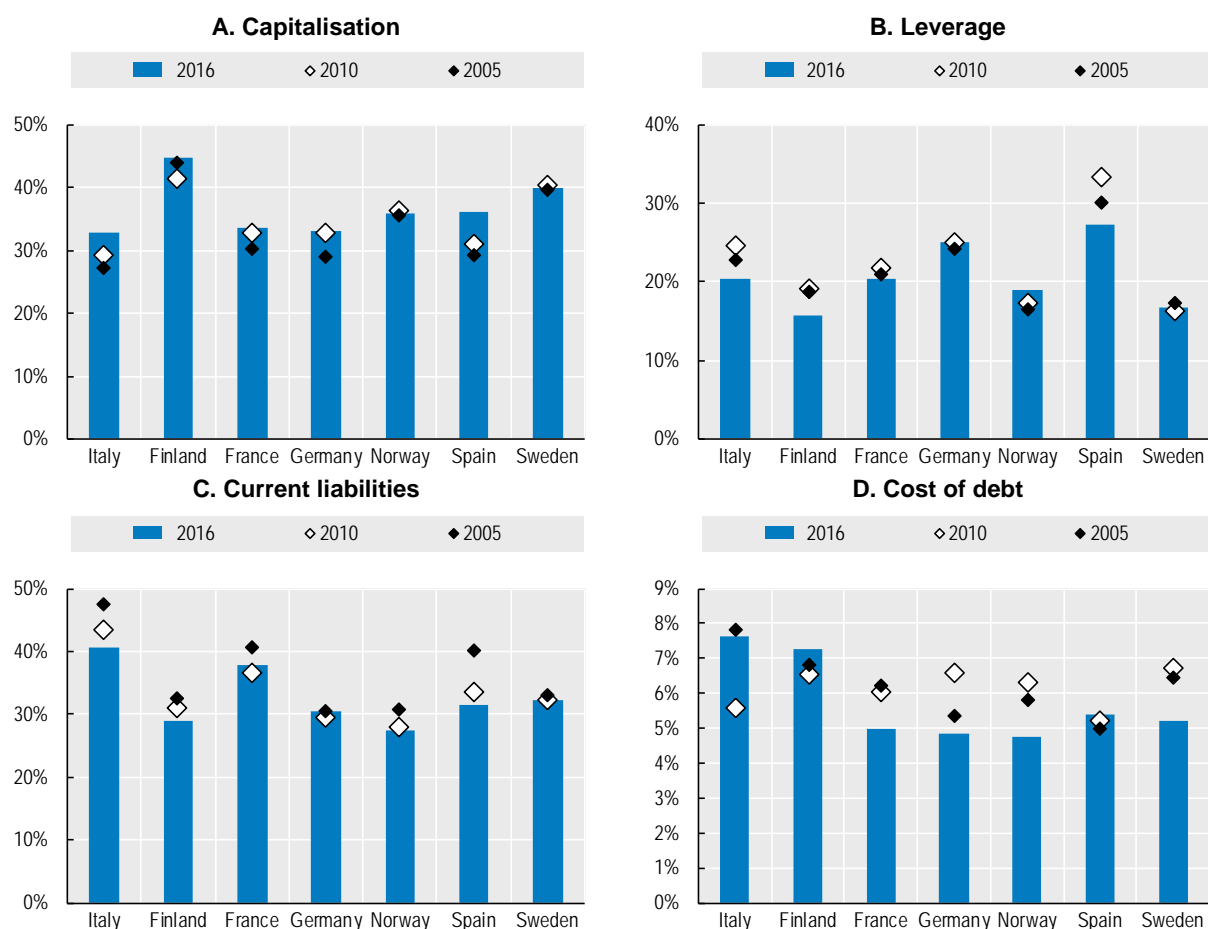 A. Capitalisation
2016 2010 2005
50%
40%
30%
20%
10%
0%
Italy Finland France Germany Norway Spain Sweden
B. Leverage
2016 2010 2005
40%
30%
20%
10%
0%
Italy Finland France Germany Norway Spain Sweden
C. Current liabilities
2016 2010 2005
50%
40%
30%
20%
10%
0%
Italy Finland France Germany Norway Spain Sweden
D. Cost of debt
2016 2010 2005
9%
8%
7%
6%
5%
4%
3%
2%
1%
0%
Italy Finland France Germany Norway Spain Sweden